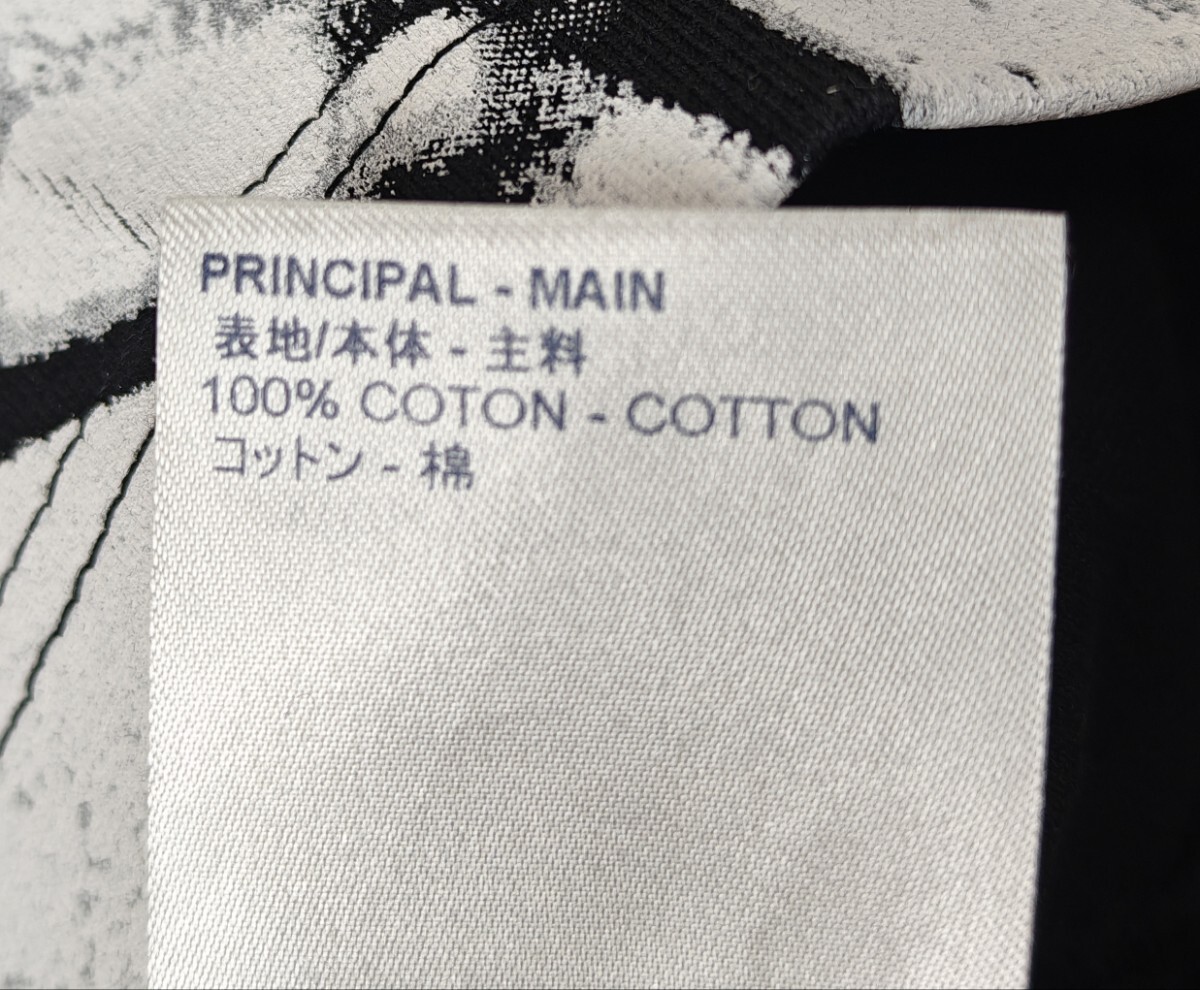 PRINCIPAL - MAIN
表地/本体 - 主料
100% COTON - COTTON
コットン - 棉